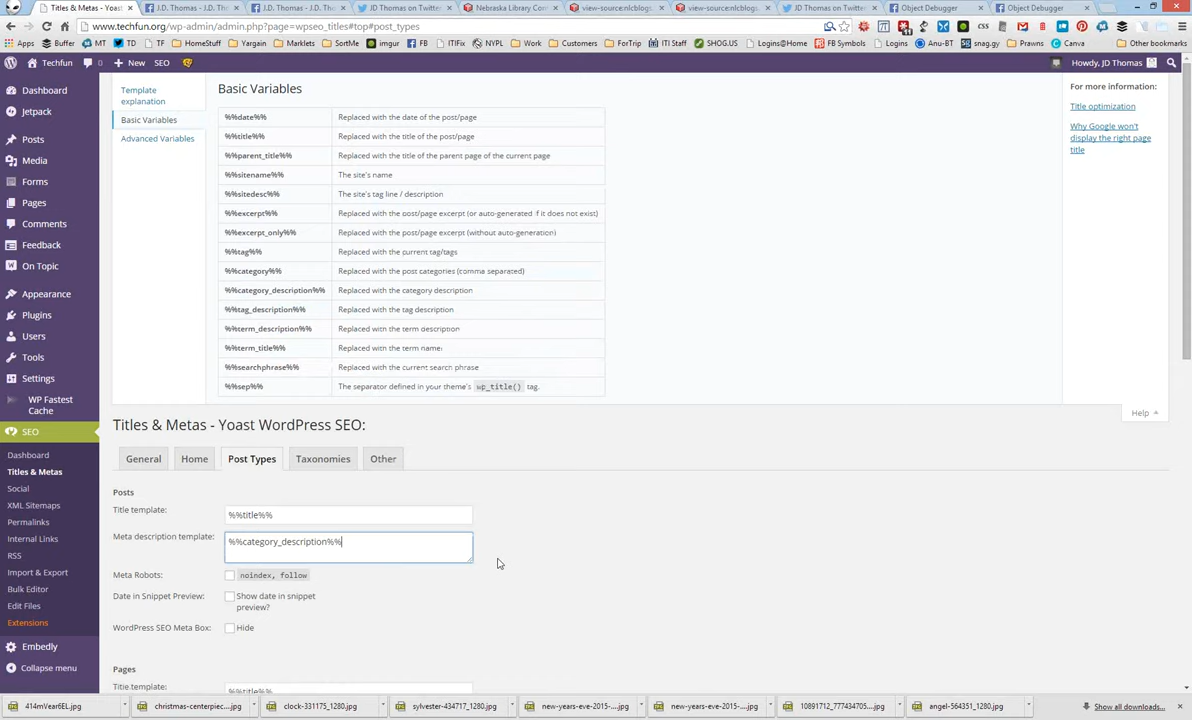 Titles & Metas - Yoast Wo
J.D. Thomas
J.D. Thomas - Facebook
JD Thomas on Twitter
Nebraska Library Com
view-source:nlcblogs.
view-source:nlcblogs.
JD Thomas on Twitter
Object Debugger
Object Debugger
www.techfun.org/wp-admin/admin.php?page=wpseo_titles#top#post_types
Apps Buffer MT TD TF HomeStuff Yargain Marklets SortMe imgur FB ITIFix NYPL Work Customers ForTrip ITI Staff SHOG.US Logins@Home FB Symbols Logins Anu-BT snag.gy Prawns Canva Other bookmarks
Techfun 0 + New SEO Howdy, JD Thomas
Dashboard
Jetpack
Posts
Media
Forms
Pages
Comments
Feedback
On Topic
Appearance
Plugins
Users
Tools
Settings
WP Fastest
Cache
SEO
Dashboard
Titles & Metas
Social
XML Sitemaps
Permalinks
Internal Links
RSS
Import & Export
Bulk Editor
Edit Files
Extensions
Embedly
Collapse menu
Template
explanation
Basic Variables
Advanced Variables
Basic Variables
%%date%% Replaced with the date of the post/page
%%title%% Replaced with the title of the post/page
%%parent_title%% Replaced with the title of the parent page of the current page
%%sitename%% The site's name
%%sitedesc%% The site's tag line / description
%%excerpt%% Replaced with the post/page excerpt (or auto-generated if it does not exist)
%%excerpt_only%% Replaced with the post/page excerpt (without auto-generation)
%%tag%% Replaced with the current tag/tags
%%category%% Replaced with the post categories (comma separated)
%%category_description%% Replaced with the category description
%%tag_description%% Replaced with the tag description
%%term_description%% Replaced with the term description
%%term_title%% Replaced with the term name
%%searchphrase%% Replaced with the current search phrase
%%sep%% The separator defined in your theme's wp_title() tag.
For more information:
Title optimization
Why Google won't
display the right page
title
Help
Titles & Metas - Yoast WordPress SEO:
General Home Post Types Taxonomies Other
Posts
Title template: %%title%%
Meta description template: %%category_description%%
Meta Robots: noindex, follow
Date in Snippet Preview: Show date in snippet
preview?
WordPress SEO Meta Box: Hide
Pages
Title template: %%title%%
414mVear6EL.jpg
christmas-centerpiec....jpg
clock-331175_1280.jpg
sylvester-434717_1280.jpg
new-years-eve-2015-....jpg
new-years-eve-2015-....jpg
10891712_777434705....jpg
angel-564351_1280.jpg
Show all downloads...